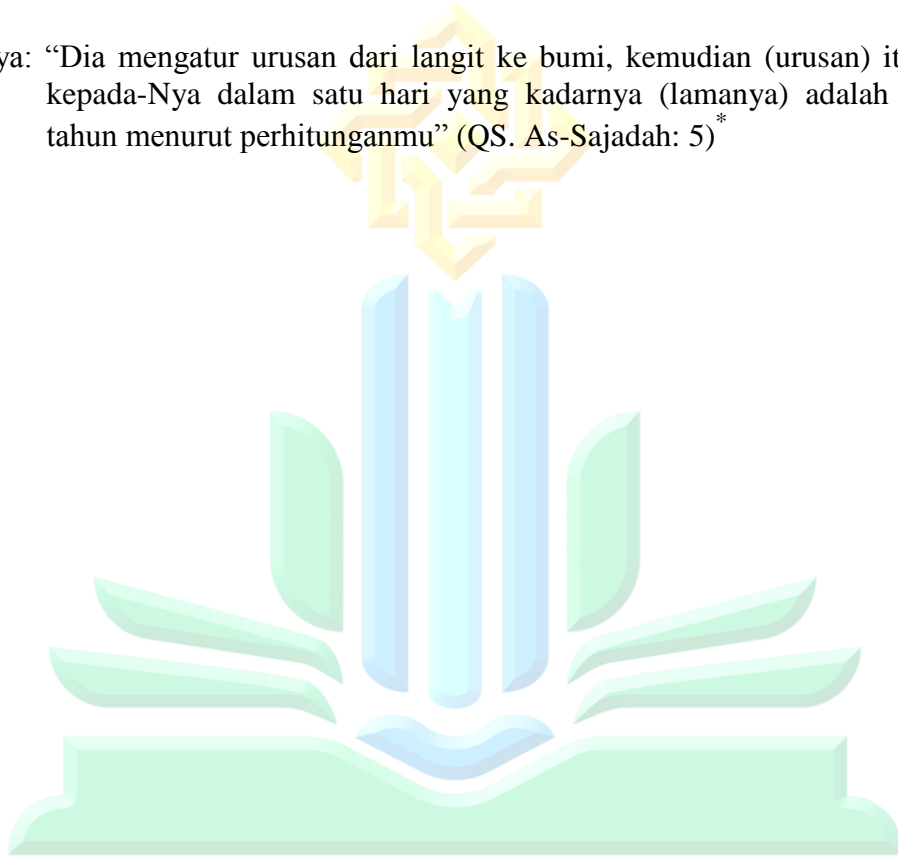 ya: “Dia mengatur urusan dari langit ke bumi, kemudian (urusan) it
kepada-Nya dalam satu hari yang kadarnya (lamanya) adalah
tahun menurut perhitunganmu” (QS. As-Sajadah: 5)*